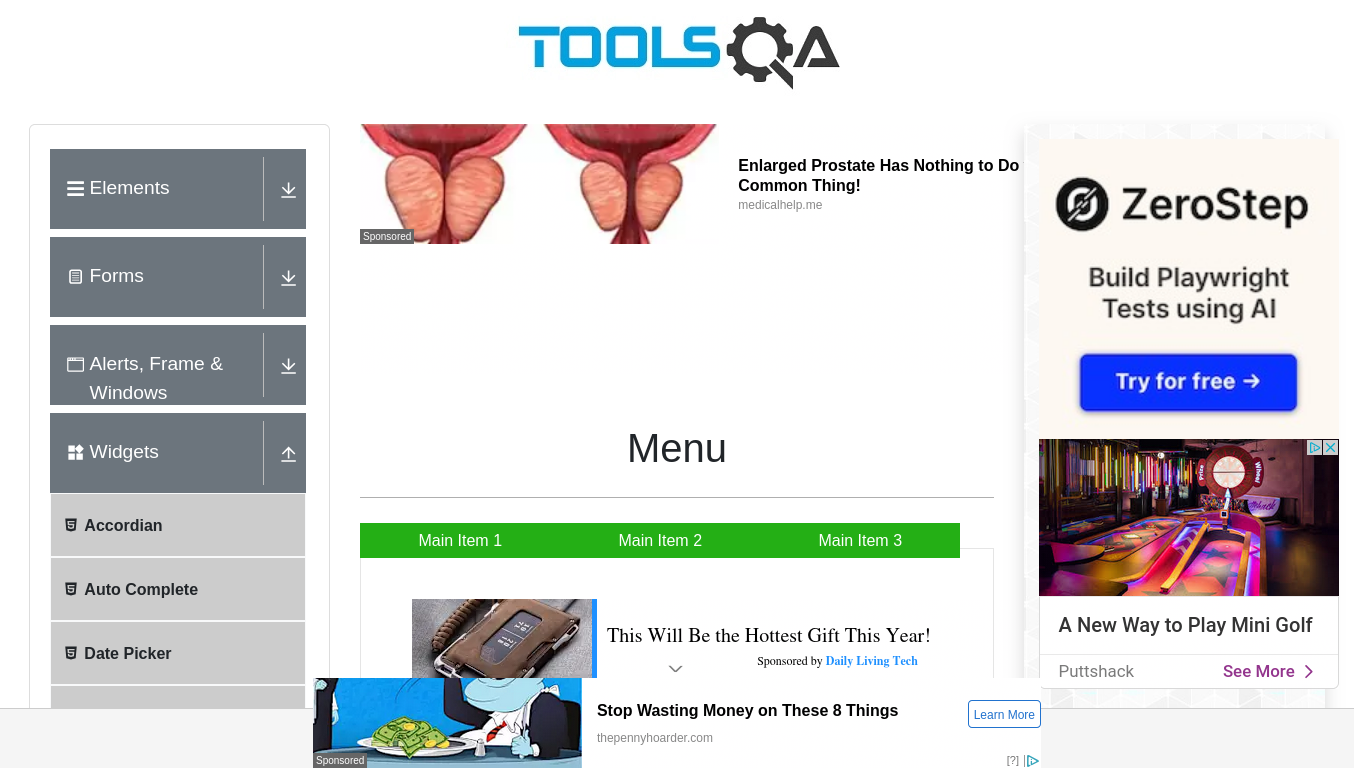 TOOLSQA
Elements
Forms
Alerts, Frame &
Windows
Widgets
Accordian
Auto Complete
Date Picker
Sponsored
Enlarged Prostate Has Nothing to Do
Common Thing!
medicalhelp.me
Menu
Main Item 1
Main Item 2
Main Item 3
This Will Be the Hottest Gift This Year!
Sponsored by Daily Living Tech
Sponsored
Stop Wasting Money on These 8 Things
thepennyhoarder.com
Learn More
[?]
ZeroStep
Build Playwright
Tests using AI
Try for free →
A New Way to Play Mini Golf
Puttshack
See More